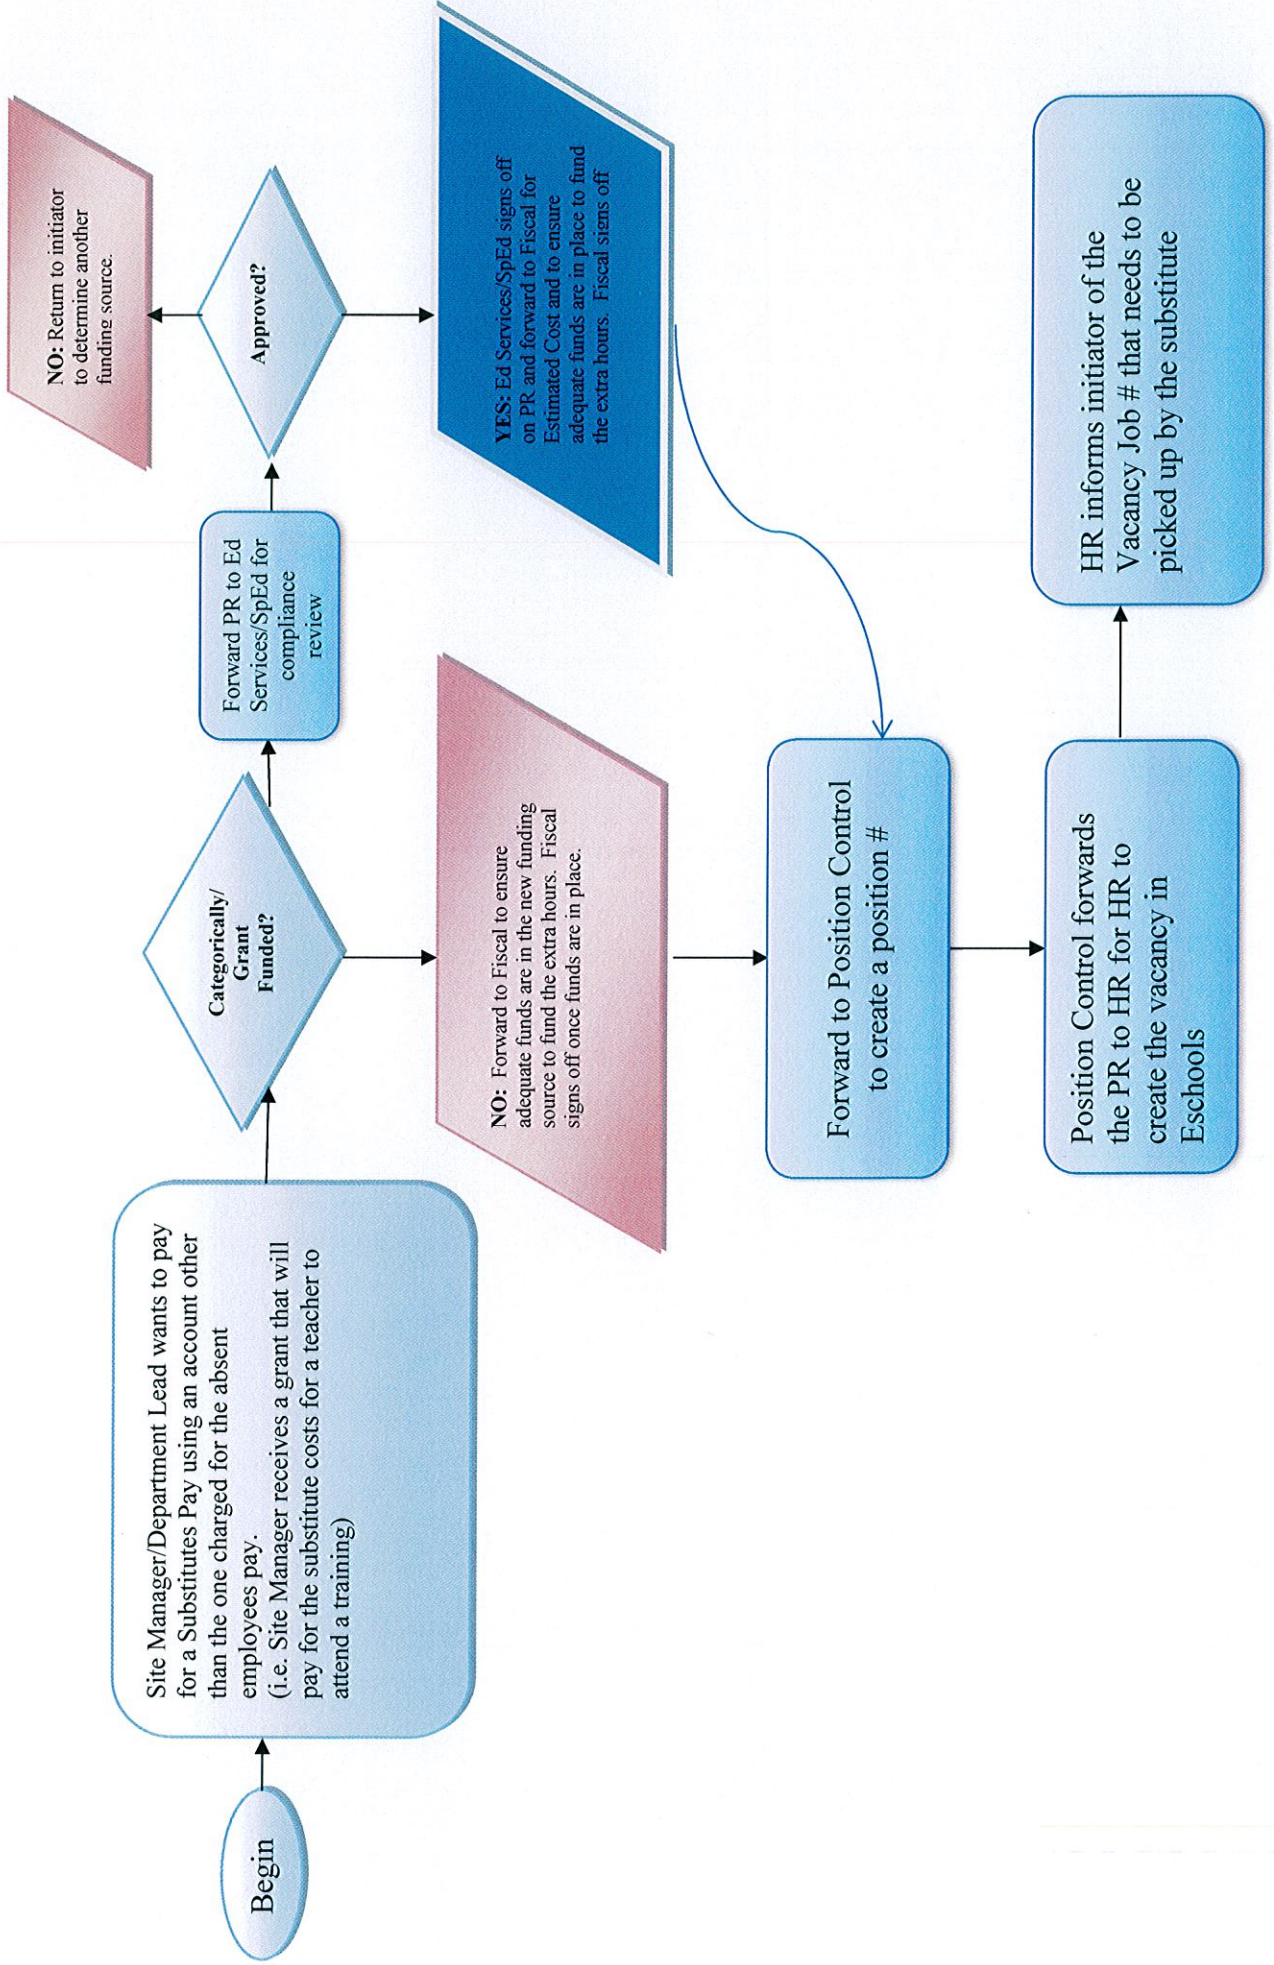 Begin
Site Manager/Department Lead wants to pay
for a Substitutes Pay using an account other
than the one charged for the absent
employees pay.
(i.e. Site Manager receives a grant that will
pay for the substitute costs for a teacher to
attend a training)
Categorically/
Grant
Funded?
Forward PR to Ed
Services/SpEd for
compliance
review
Approved?
NO: Return to initiator
to determine another
funding source.
YES: Ed Services/SpEd signs off
on PR and forward to Fiscal for
Estimated Cost and to ensure
adequate funds are in place to fund
the extra hours. Fiscal signs off
NO: Forward to Fiscal to ensure
adequate funds are in the new funding
source to fund the extra hours. Fiscal
signs off once funds are in place.
Forward to Position Control
to create a position #
Position Control forwards
the PR to HR for HR to
create the vacancy in
Eschools
HR informs initiator of the
Vacancy Job # that needs to be
picked up by the substitute